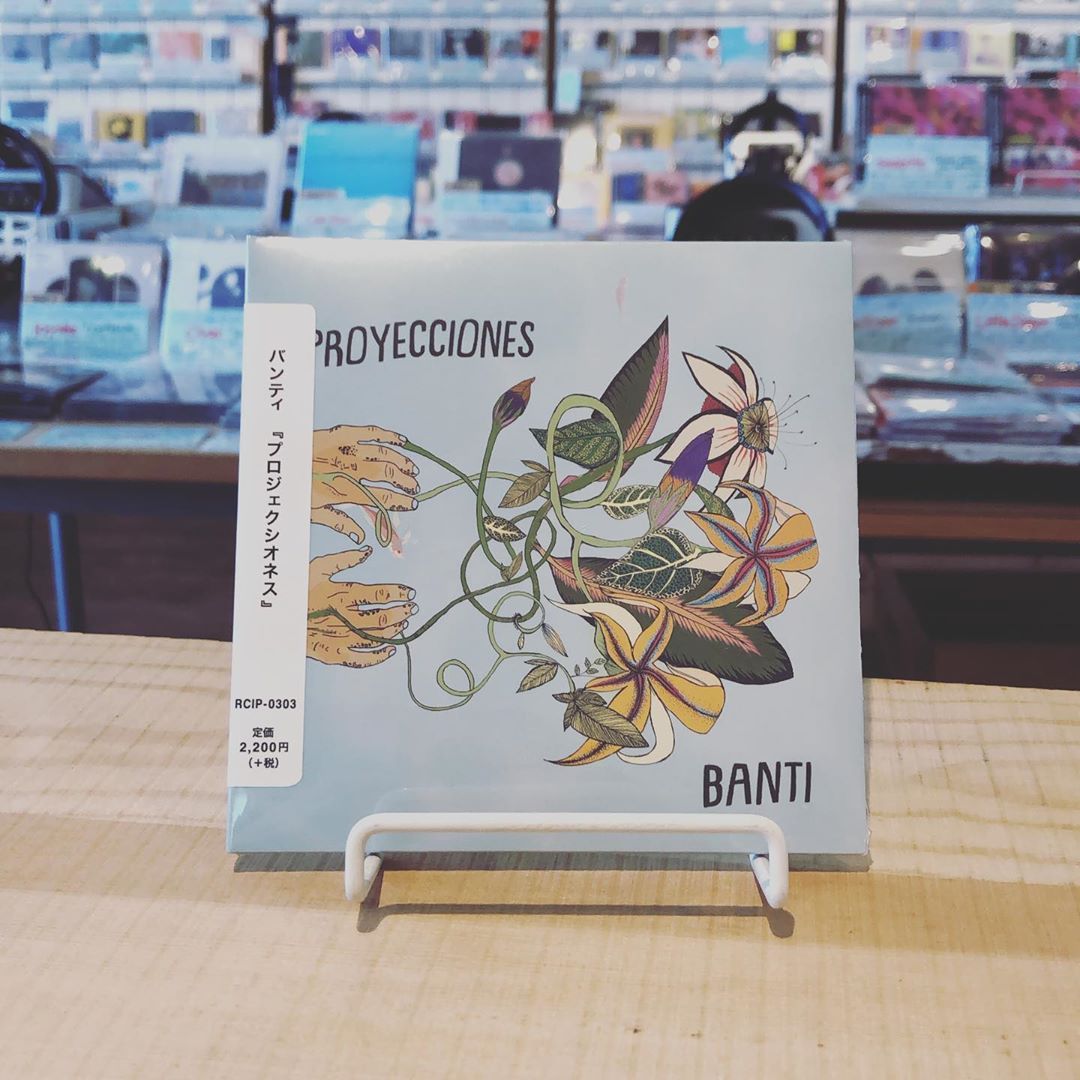 PROYECCIONES
バンティ 『プロジェクシオネス』
RCIP-0303
定価
2,200円
(+税)
BANTI